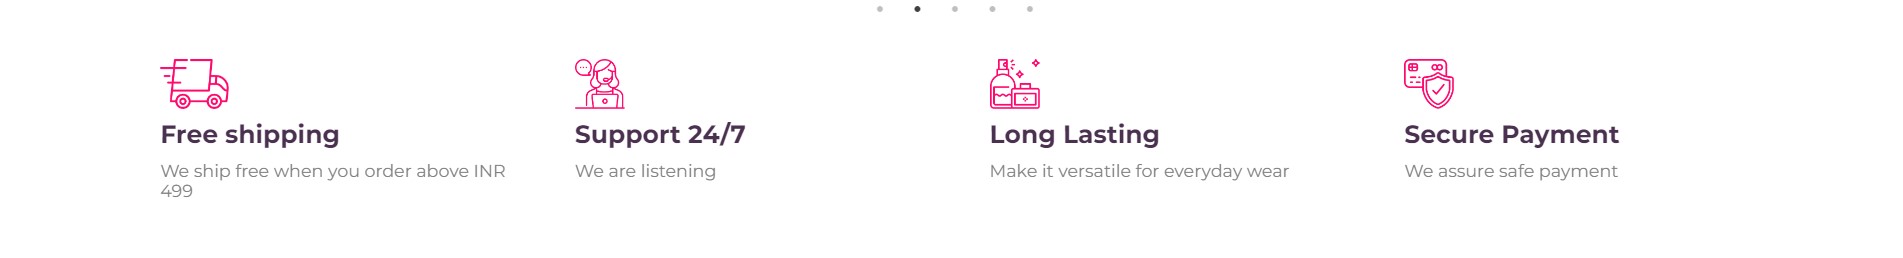 Free shipping
We ship free when you order above INR
499
Support 24/7
We are listening
Long Lasting
Make it versatile for everyday wear
Secure Payment
We assure safe payment